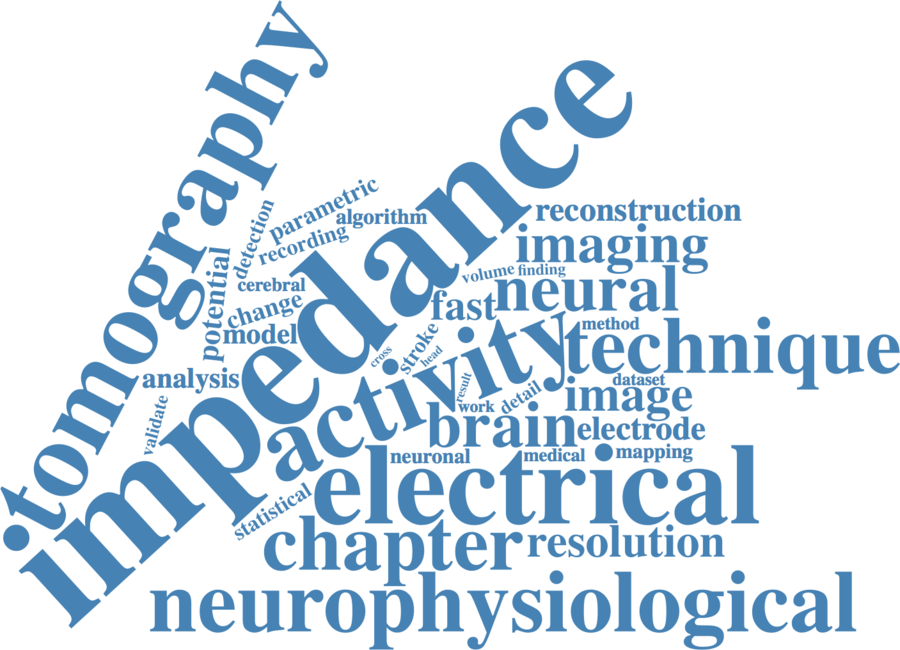 tomography
impedance
parametric
algorithm
recording
detection
potential
cerebral
change
model
analysis
validate
reconstruction
imaging
volume
finding
neural
fast
method
technique
stroke
head
cross
activity
result
work
detail
dataset
image
brain
electrode
neuronal
medical
mapping
electrical
statistical
chapter
resolution
neurophysiological